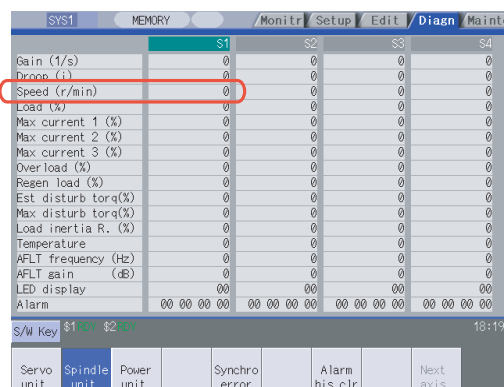 SYS1 MEMORY Monitr Setup Edit Diagn Mainte
S1 S2 S3 S4
Gain (1/s) 0 0 0 0
Droop (i) 0 0 0 0
Speed (r/min) 0 0 0 0
Load (%) 0 0 0 0
Max current 1 (%) 0 0 0 0
Max current 2 (%) 0 0 0 0
Max current 3 (%) 0 0 0 0
Overload (%) 0 0 0 0
Regen load (%) 0 0 0 0
Est disturb torq(%) 0 0 0 0
Max disturb torq(%) 0 0 0 0
Load inertia R. (%) 0 0 0 0
Temperature 0 0 0 0
AFLT frequency (Hz) 0 0 0 0
AFLT gain (dB) 0 0 0 0
LED display 00 00 00 00
Alarm 00 00 00 00 00 00 00 00 00 00 00 00 00 00 00 00
S/W Key $1 $2 18:19
Servo Spindle Power Synchro Alarm Next
unit unit unit error his clr axis